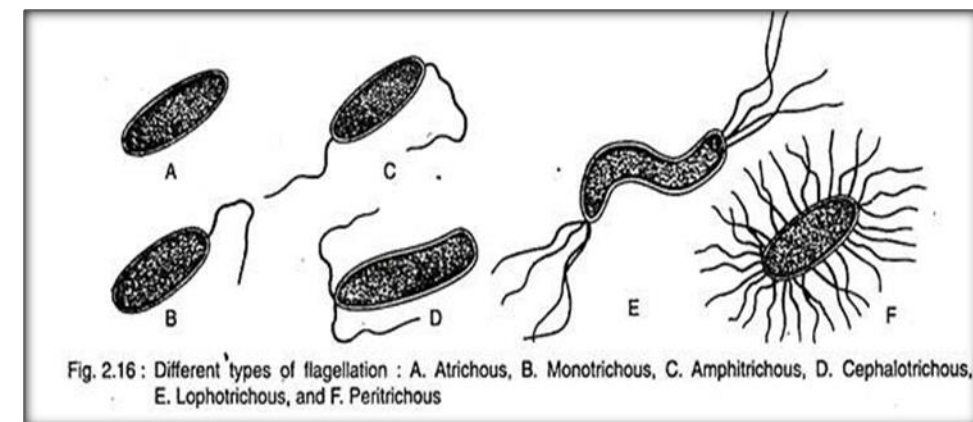 A
C
B
D
E
F
Fig. 2.16 : Different types of flagellation : A. Atrichous, B. Monotrichous, C. Amphitrichous, D. Cephalotrichous,
E. Lophotrichous, and F. Peritrichous